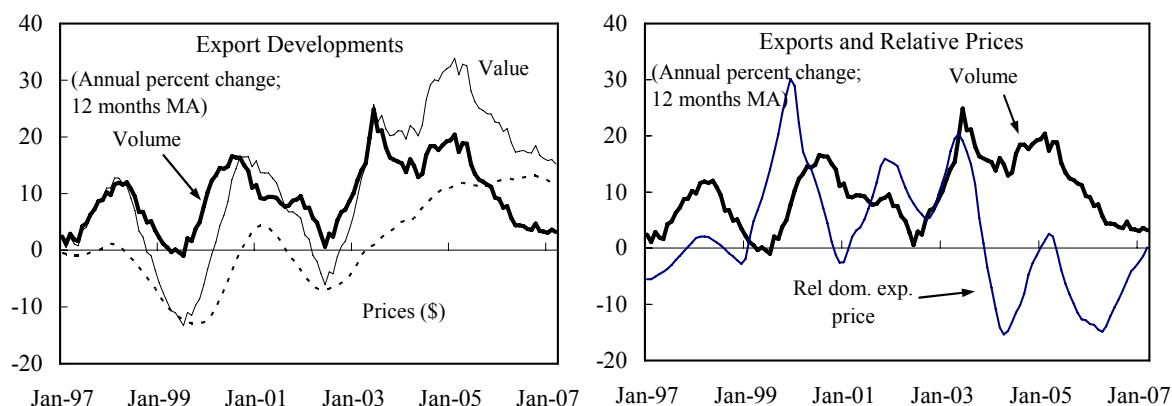 Export Developments
(Annual percent change;
12 months MA)
Value
Volume
Prices ($)
40
30
20
10
0
-10
-20
Jan-97 Jan-99 Jan-01 Jan-03 Jan-05 Jan-07
Exports and Relative Prices
(Annual percent change;
12 months MA)
Volume
Rel dom. exp.
price
40
30
20
10
0
-10
-20
Jan-97 Jan-99 Jan-01 Jan-03 Jan-05 Jan-07